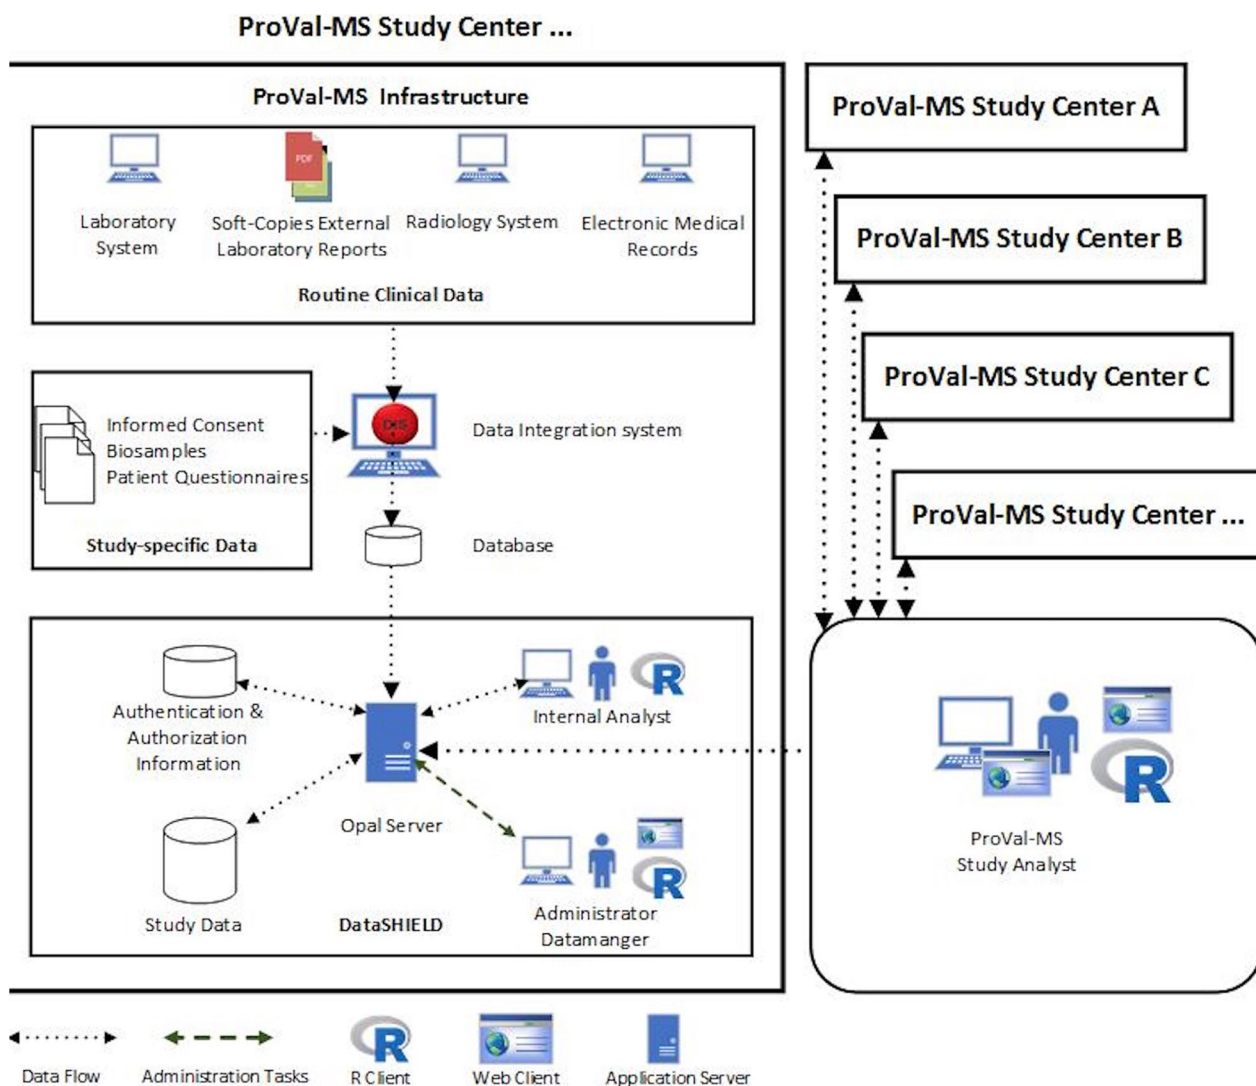 ProVal-MS Study Center ...
ProVal-MS Infrastructure
Laboratory
System
PDF
Soft-Copies External
Laboratory Reports
Radiology System
Electronic Medical
Records
Routine Clinical Data
Informed Consent
Biosamples
Patient Questionnaires
Study-specific Data
Data Integration system
Database
Authentication &
Authorization
Information
R
Internal Analyst
Opal Server
Study Data
DataSHIELD
R
Administrator
Datamanger
ProVal-MS Study Center A
ProVal-MS Study Center B
ProVal-MS Study Center C
ProVal-MS Study Center ...
R
ProVal-MS
Study Analyst
Data Flow
Administration Tasks
R
R Client
Web Client
Application Server